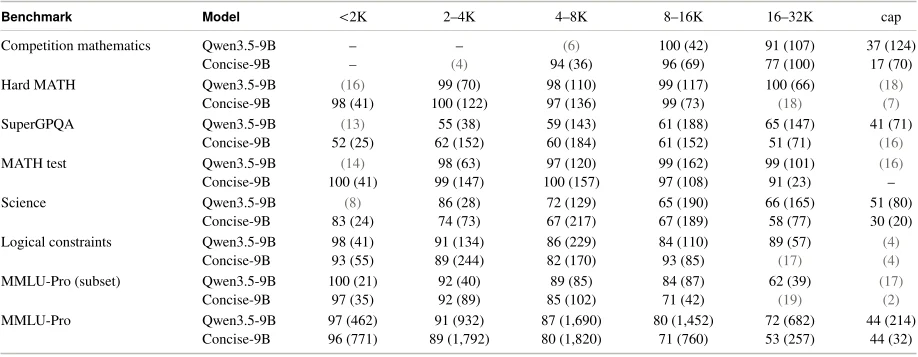 Benchmark Model <2K 2–4K 4–8K 8–16K 16–32K cap
Competition mathematics Qwen3.5-9B – – (6) 100 (42) 91 (107) 37 (124)
Concise-9B – (4) 94 (36) 96 (69) 77 (100) 17 (70)
Hard MATH Qwen3.5-9B (16) 99 (70) 98 (110) 99 (117) 100 (66) (18)
Concise-9B 98 (41) 100 (122) 97 (136) 99 (73) (18) (7)
SuperGPQA Qwen3.5-9B (13) 55 (38) 59 (143) 61 (188) 65 (147) 41 (71)
Concise-9B 52 (25) 62 (152) 60 (184) 61 (152) 51 (71) (16)
MATH test Qwen3.5-9B (14) 98 (63) 97 (120) 99 (162) 99 (101) (16)
Concise-9B 100 (41) 99 (147) 100 (157) 97 (108) 91 (23) –
Science Qwen3.5-9B (8) 86 (28) 72 (129) 65 (190) 66 (165) 51 (80)
Concise-9B 83 (24) 74 (73) 67 (217) 67 (189) 58 (77) 30 (20)
Logical constraints Qwen3.5-9B 98 (41) 91 (134) 86 (229) 84 (110) 89 (57) (4)
Concise-9B 93 (55) 89 (244) 82 (170) 93 (85) (17) (4)
MMLU-Pro (subset) Qwen3.5-9B 100 (21) 92 (40) 89 (85) 84 (87) 62 (39) (17)
Concise-9B 97 (35) 92 (89) 85 (102) 71 (42) (19) (2)
MMLU-Pro Qwen3.5-9B 97 (462) 91 (932) 87 (1,690) 80 (1,452) 72 (682) 44 (214)
Concise-9B 96 (771) 89 (1,792) 80 (1,820) 71 (760) 53 (257) 44 (32)